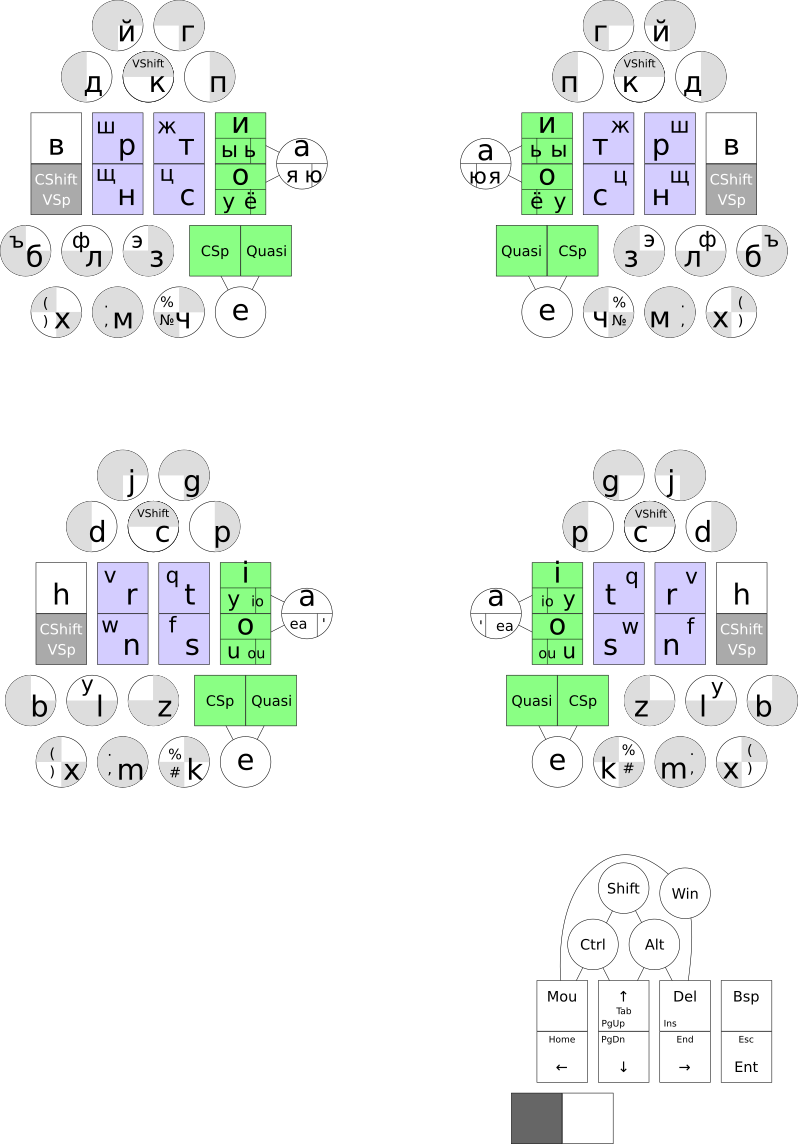 й г
г й
VShift
VShift
д к п
п к д
в ш р ж т и а
ы ь я ю
CShift VSp щ н ц с о
у ё
и т ж р ш в
а ь ы
ю я о с ц н щ CShift VSp
ё у
ъ б ф л э з CSp Quasi
Quasi CSp з э л ф б ъ
( ) х . , м % № ч е
е ч % № м . , х ( )
j g
g j
VShift
VShift
d c p
p c d
h v r q t i a
y io ea '
CShift VSp w n f s o
u ou
i t q r v h
a io y
' ea o s w n f CShift VSp
ou u
b y l z CSp Quasi
Quasi CSp z l y b
( ) x . , m % # k e
e k % # m . , x ( )
Shift
Win
Ctrl Alt
Mou ↑ Del Bsp
Tab
PgUp Ins
Home PgDn End Esc
← ↓ → Ent